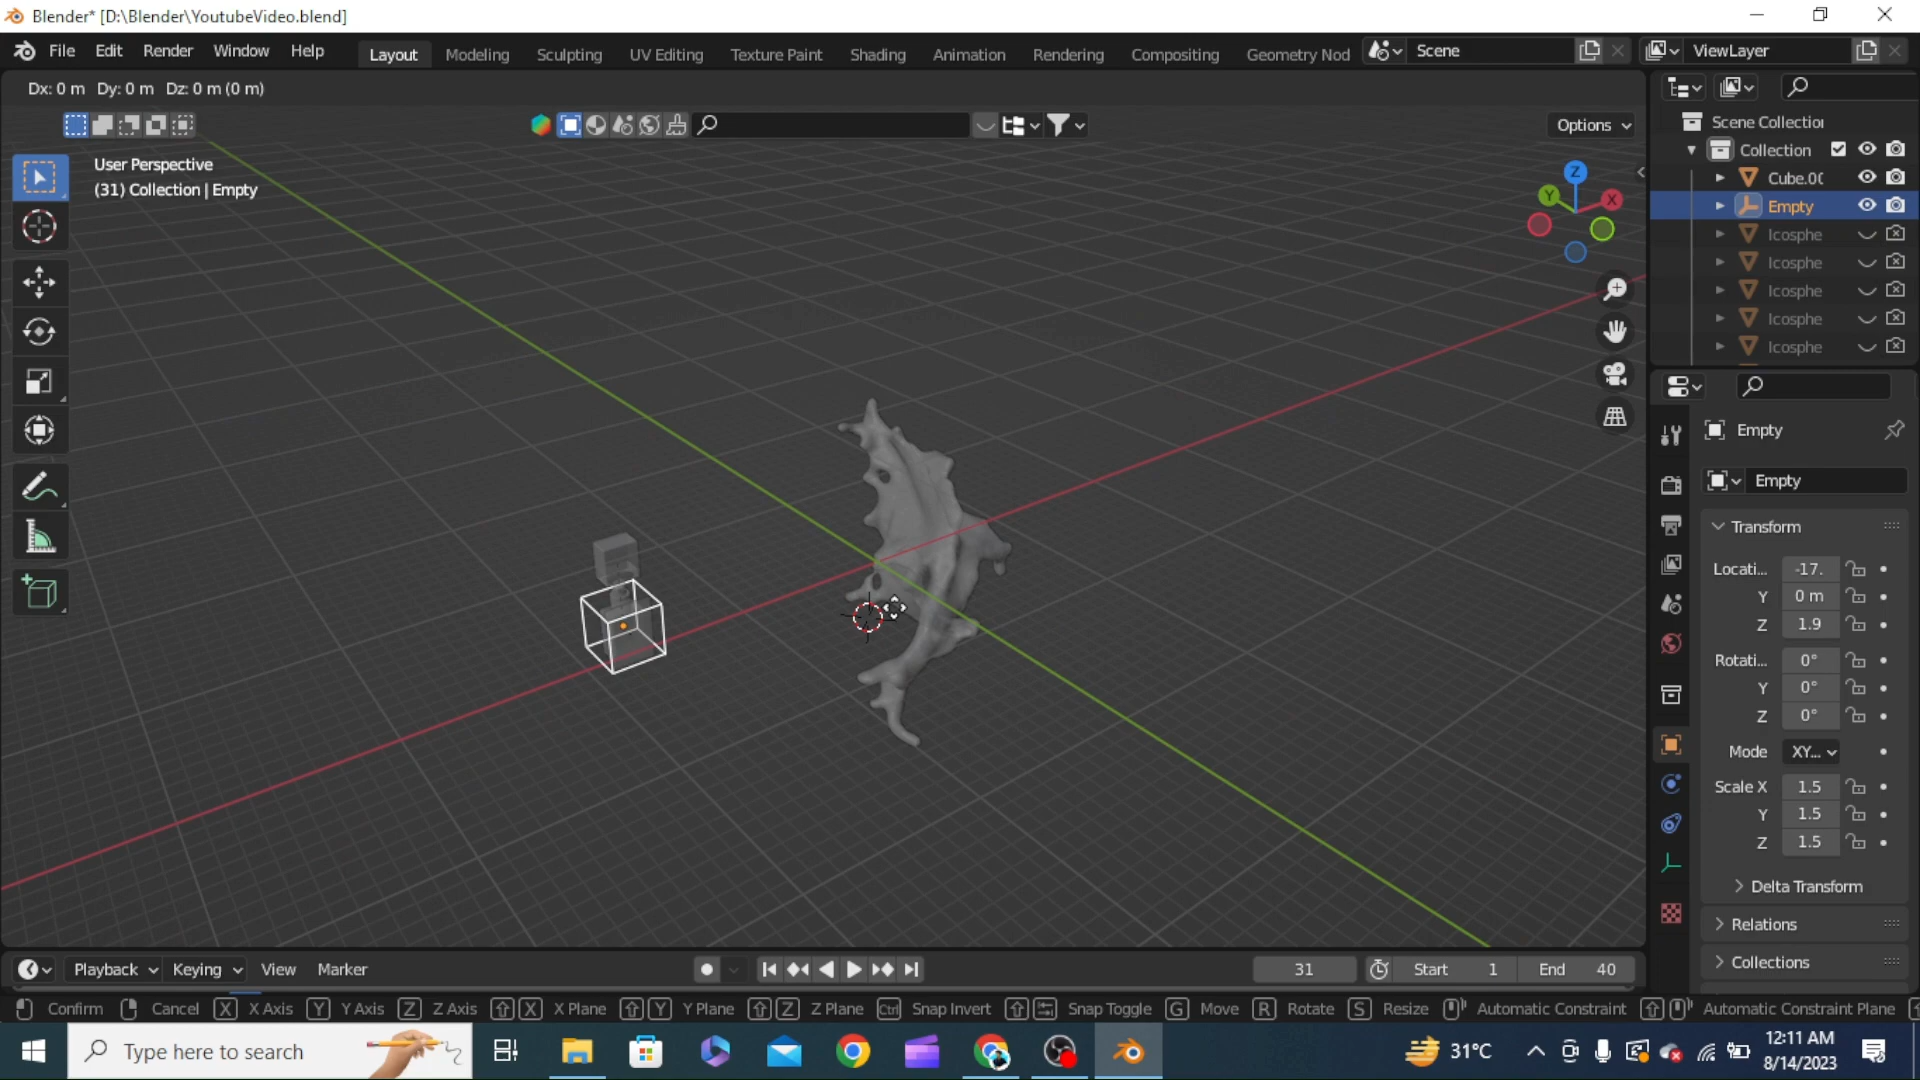 Blender* [D:\Blender\YoutubeVideo.blend]
File Edit Render Window Help Layout Modeling Sculpting UV Editing Texture Paint Shading Animation Rendering Compositing Geometry Nod Scene ViewLayer
Dx: 0 m Dy: 0 m Dz: 0 m (0 m)
Options
User Perspective
(31) Collection | Empty
Z
Y
X
Scene Collection
Collection
Cube.00
Empty
Icosphe
Icosphe
Icosphe
Icosphe
Icosphe
Empty
Empty
Transform
Locati... -17.
Y 0 m
Z 1.9
Rotati... 0°
Y 0°
Z 0°
Mode XY...
Scale X 1.5
Y 1.5
Z 1.5
Delta Transform
Relations
Collections
Playback Keying View Marker 31 Start 1 End 40
Confirm Cancel X X Axis Y Y Axis Z Z Axis X X Plane Y Y Plane Z Z Plane Ctrl Snap Invert Snap Toggle G Move R Rotate S Resize Automatic Constraint Automatic Constraint Plane
Type here to search 31°C 12:11 AM
8/14/2023